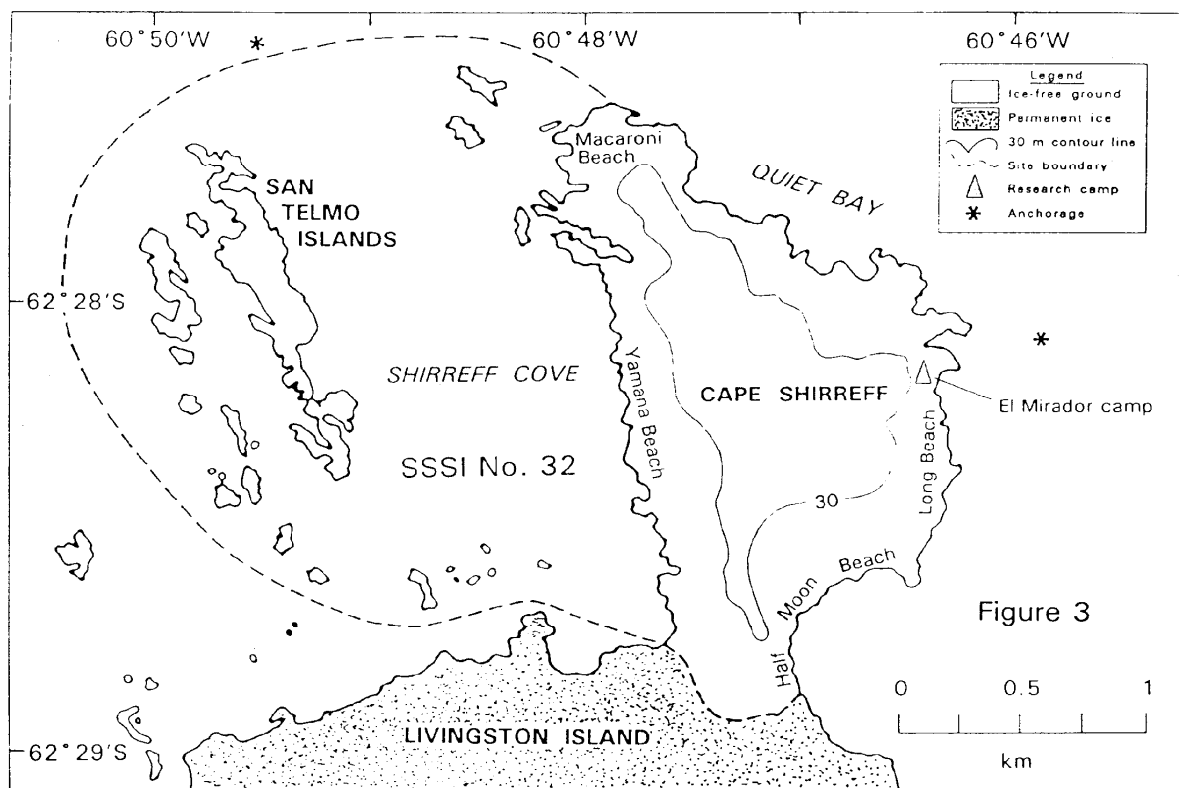 60°50'W
60°48'W
60°46'W
Legend
Ice-free ground
Permanent ice
30 m contour line
Site boundary
Research camp
Anchorage
Macaroni
Beach
QUIET BAY
SAN
TELMO
ISLANDS
62°28'S
SHIRREFF COVE
Yamana Beach
CAPE SHIRREFF
El Mirador camp
Long Beach
SSSI No. 32
30
Half Moon Beach
Figure 3
0 0.5 1
km
LIVINGSTON ISLAND
62°29'S